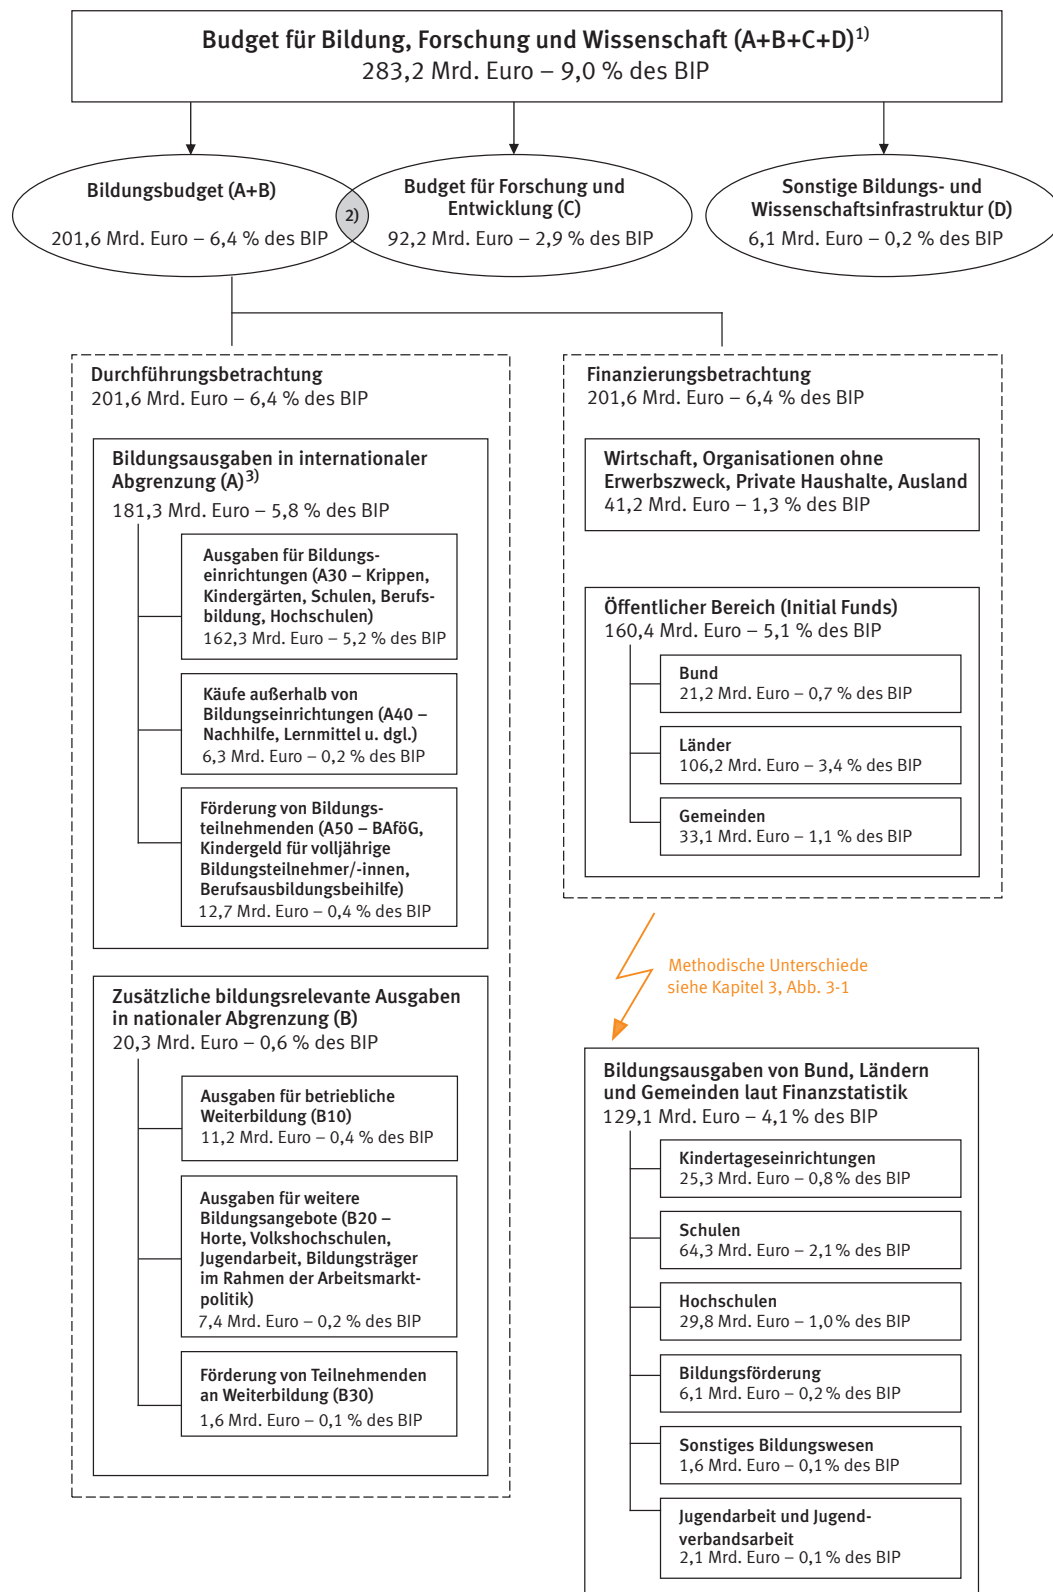 Budget für Bildung, Forschung und Wissenschaft (A+B+C+D)1)
283,2 Mrd. Euro – 9,0 % des BIP
Bildungsbudget (A+B)
201,6 Mrd. Euro – 6,4 % des BIP
2)
Budget für Forschung und
Entwicklung (C)
92,2 Mrd. Euro – 2,9 % des BIP
Sonstige Bildungs- und
Wissenschaftsinfrastruktur (D)
6,1 Mrd. Euro – 0,2 % des BIP
Durchführungsbetrachtung
201,6 Mrd. Euro – 6,4 % des BIP
Bildungsausgaben in internationaler
Abgrenzung (A)3)
181,3 Mrd. Euro – 5,8 % des BIP
Ausgaben für Bildungs-
einrichtungen (A30 – Krippen,
Kindergärten, Schulen, Berufs-
bildung, Hochschulen)
162,3 Mrd. Euro – 5,2 % des BIP
Käufe außerhalb von
Bildungseinrichtungen (A40 –
Nachhilfe, Lernmittel u. dgl.)
6,3 Mrd. Euro – 0,2 % des BIP
Förderung von Bildungs-
teilnehmenden (A50 – BAföG,
Kindergeld für volljährige
Bildungsteilnehmer/-innen,
Berufsausbildungsbeihilfe)
12,7 Mrd. Euro – 0,4 % des BIP
Zusätzliche bildungsrelevante Ausgaben
in nationaler Abgrenzung (B)
20,3 Mrd. Euro – 0,6 % des BIP
Ausgaben für betriebliche
Weiterbildung (B10)
11,2 Mrd. Euro – 0,4 % des BIP
Ausgaben für weitere
Bildungsangebote (B20 –
Horte, Volkshochschulen,
Jugendarbeit, Bildungsträger
im Rahmen der Arbeitsmarkt-
politik)
7,4 Mrd. Euro – 0,2 % des BIP
Förderung von Teilnehmenden
an Weiterbildung (B30)
1,6 Mrd. Euro – 0,1 % des BIP
Finanzierungsbetrachtung
201,6 Mrd. Euro – 6,4 % des BIP
Wirtschaft, Organisationen ohne
Erwerbszweck, Private Haushalte, Ausland
41,2 Mrd. Euro – 1,3 % des BIP
Öffentlicher Bereich (Initial Funds)
160,4 Mrd. Euro – 5,1 % des BIP
Bund
21,2 Mrd. Euro – 0,7 % des BIP
Länder
106,2 Mrd. Euro – 3,4 % des BIP
Gemeinden
33,1 Mrd. Euro – 1,1 % des BIP
Methodische Unterschiede
siehe Kapitel 3, Abb. 3-1
Bildungsausgaben von Bund, Ländern
und Gemeinden laut Finanzstatistik
129,1 Mrd. Euro – 4,1 % des BIP
Kindertageseinrichtungen
25,3 Mrd. Euro – 0,8 % des BIP
Schulen
64,3 Mrd. Euro – 2,1 % des BIP
Hochschulen
29,8 Mrd. Euro – 1,0 % des BIP
Bildungsförderung
6,1 Mrd. Euro – 0,2 % des BIP
Sonstiges Bildungswesen
1,6 Mrd. Euro – 0,1 % des BIP
Jugendarbeit und Jugend-
verbandsarbeit
2,1 Mrd. Euro – 0,1 % des BIP